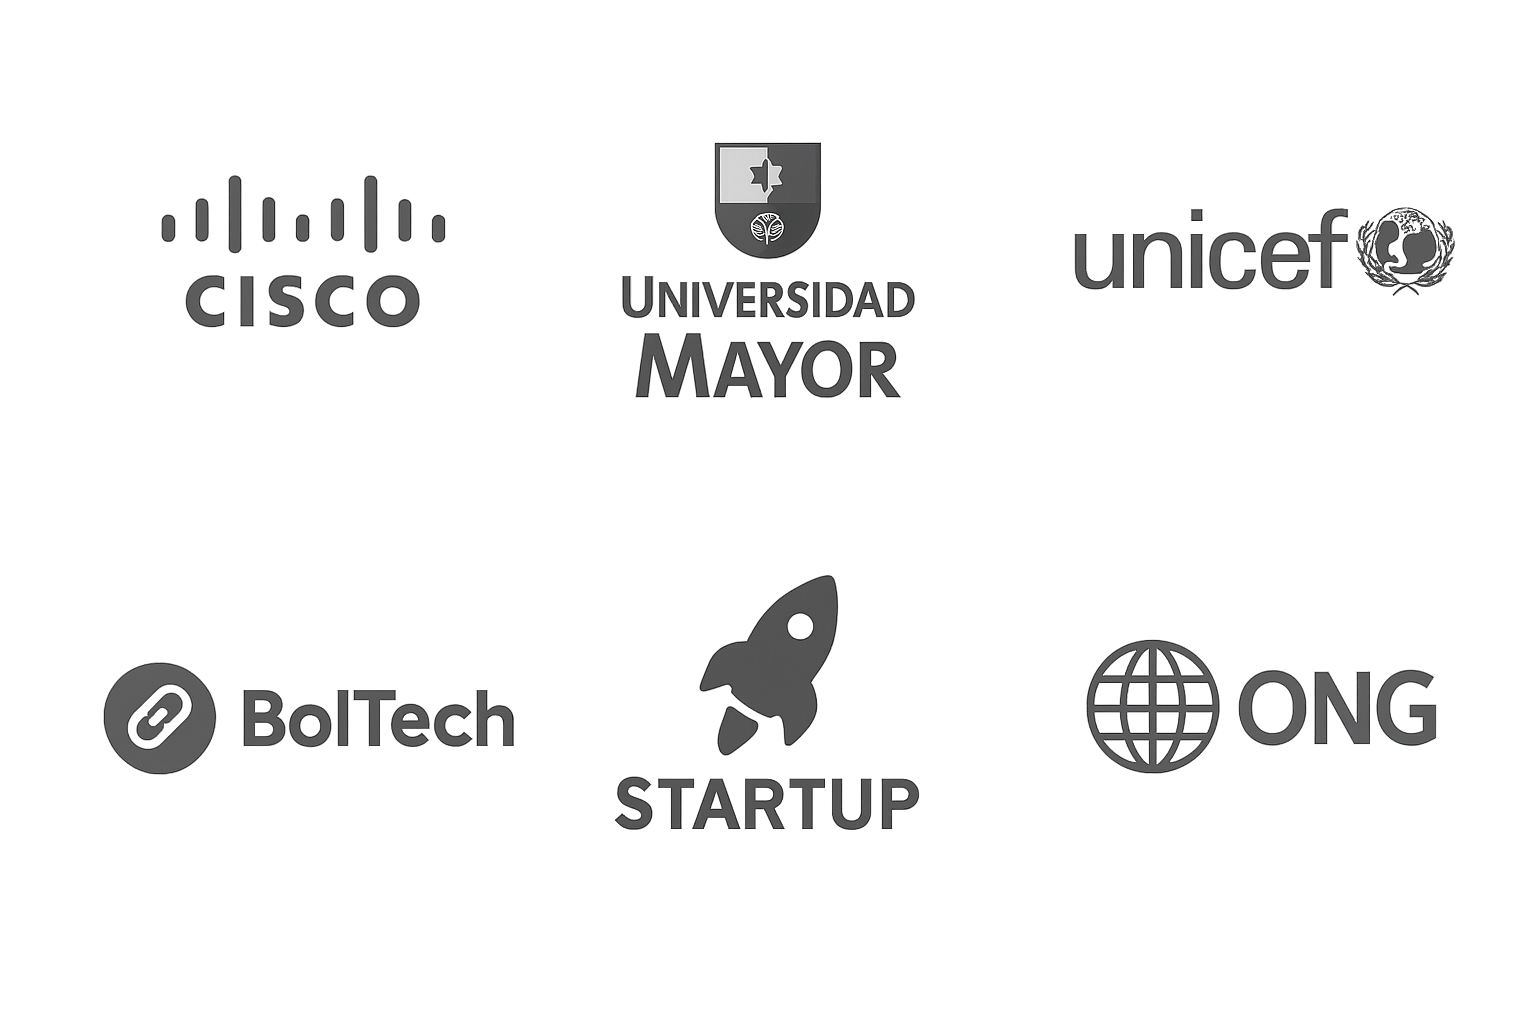 CISCO
UNIVERSIDAD
MAYOR
unicef
BolTech
STARTUP
ONG